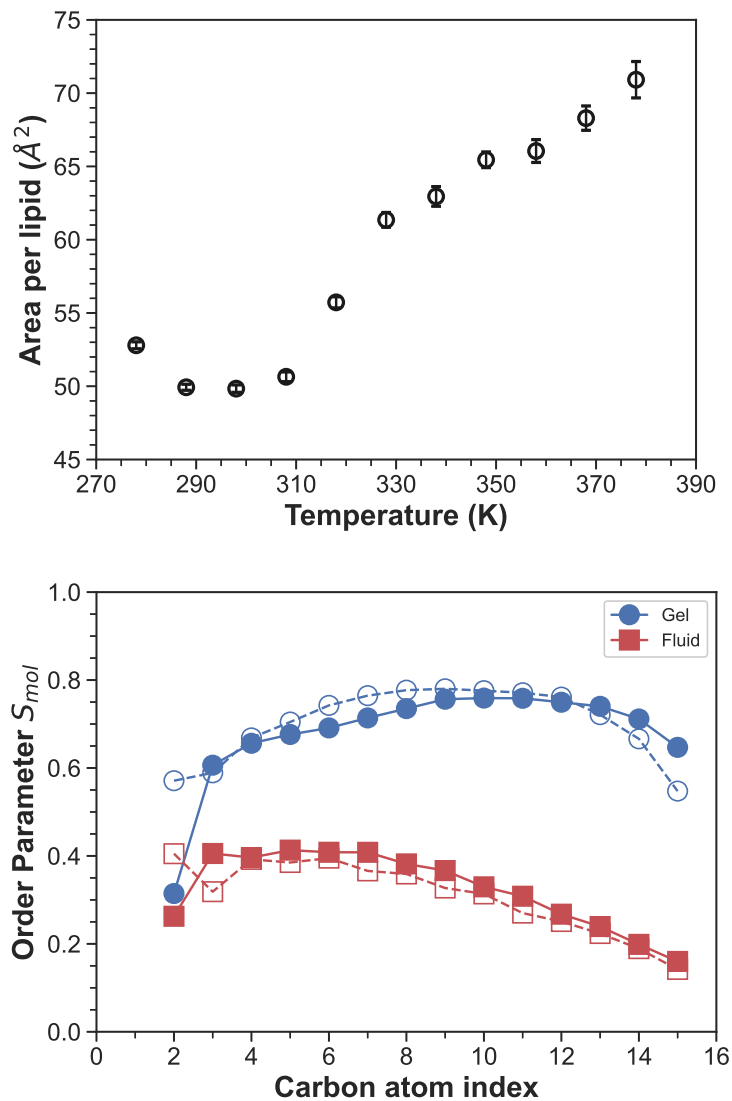 75
70
65
60
55
50
45
Area per lipid (Å²)
270 290 310 330 350 370 390
Temperature (K)
1.0
0.8
0.6
0.4
0.2
0.0
Order Parameter Smol
Gel
Fluid
0 2 4 6 8 10 12 14 16
Carbon atom index